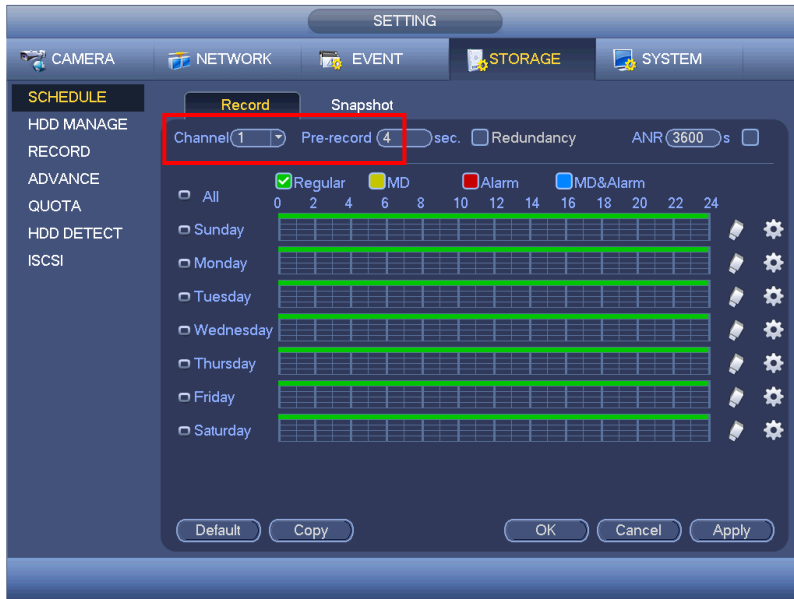 SETTING
CAMERA NETWORK EVENT STORAGE SYSTEM
SCHEDULE
HDD MANAGE
RECORD
ADVANCE
QUOTA
HDD DETECT
ISCSI
Record Snapshot
Channel 1 Pre-record 4 sec. Redundancy ANR 3600 s
All Regular MD Alarm MD&Alarm
0 2 4 6 8 10 12 14 16 18 20 22 24
Sunday
Monday
Tuesday
Wednesday
Thursday
Friday
Saturday
Default Copy OK Cancel Apply